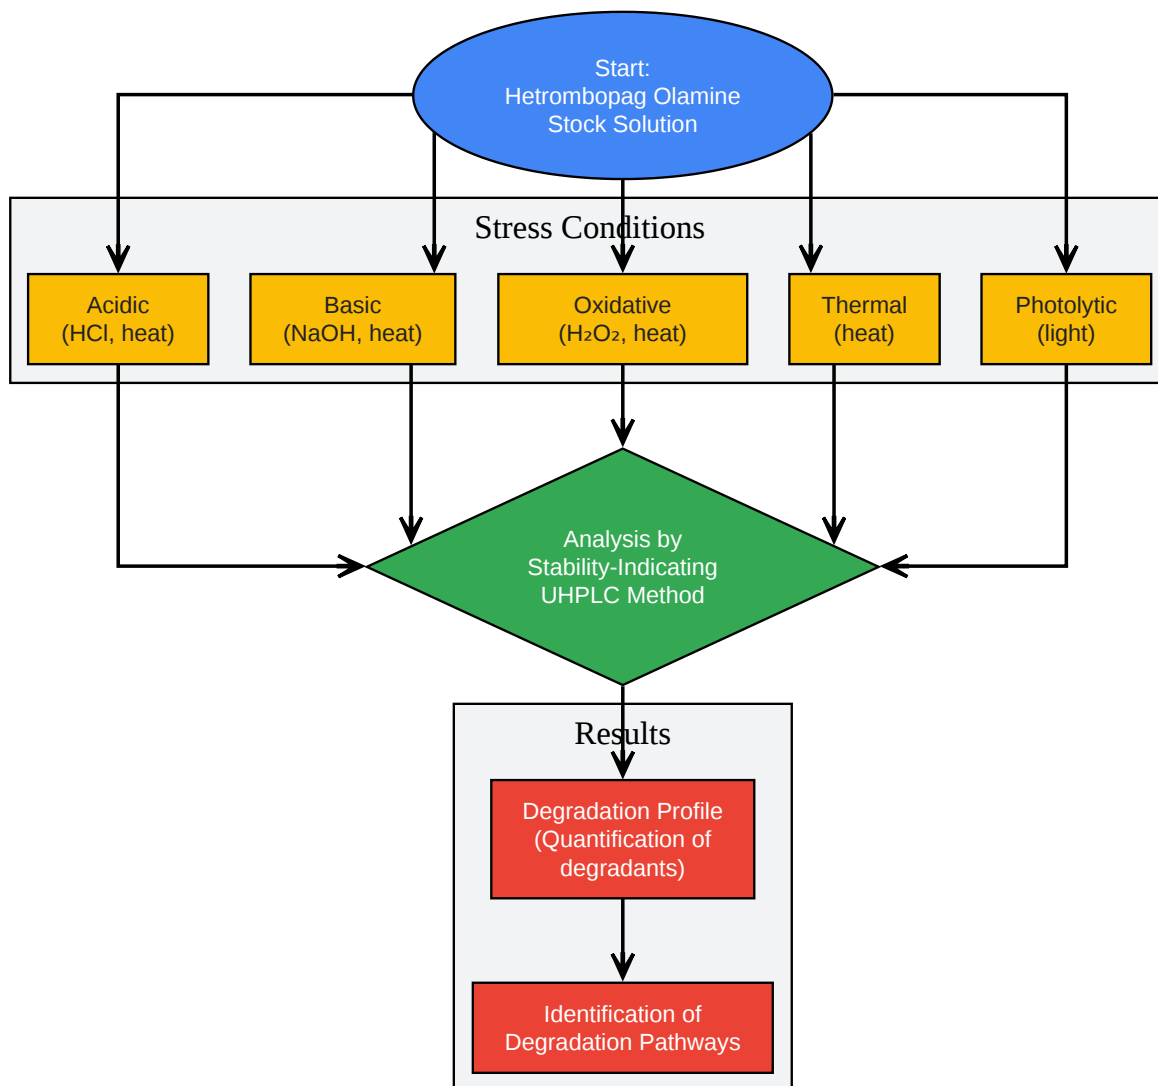 Start:
Hetrombopag Olamine
Stock Solution
Stress Conditions
Acidic
(HCl, heat)
Basic
(NaOH, heat)
Oxidative
(H₂O₂, heat)
Thermal
(heat)
Photolytic
(light)
Analysis by
Stability-Indicating
UHPLC Method
Results
Degradation Profile
(Quantification of
degradants)
Identification of
Degradation Pathways